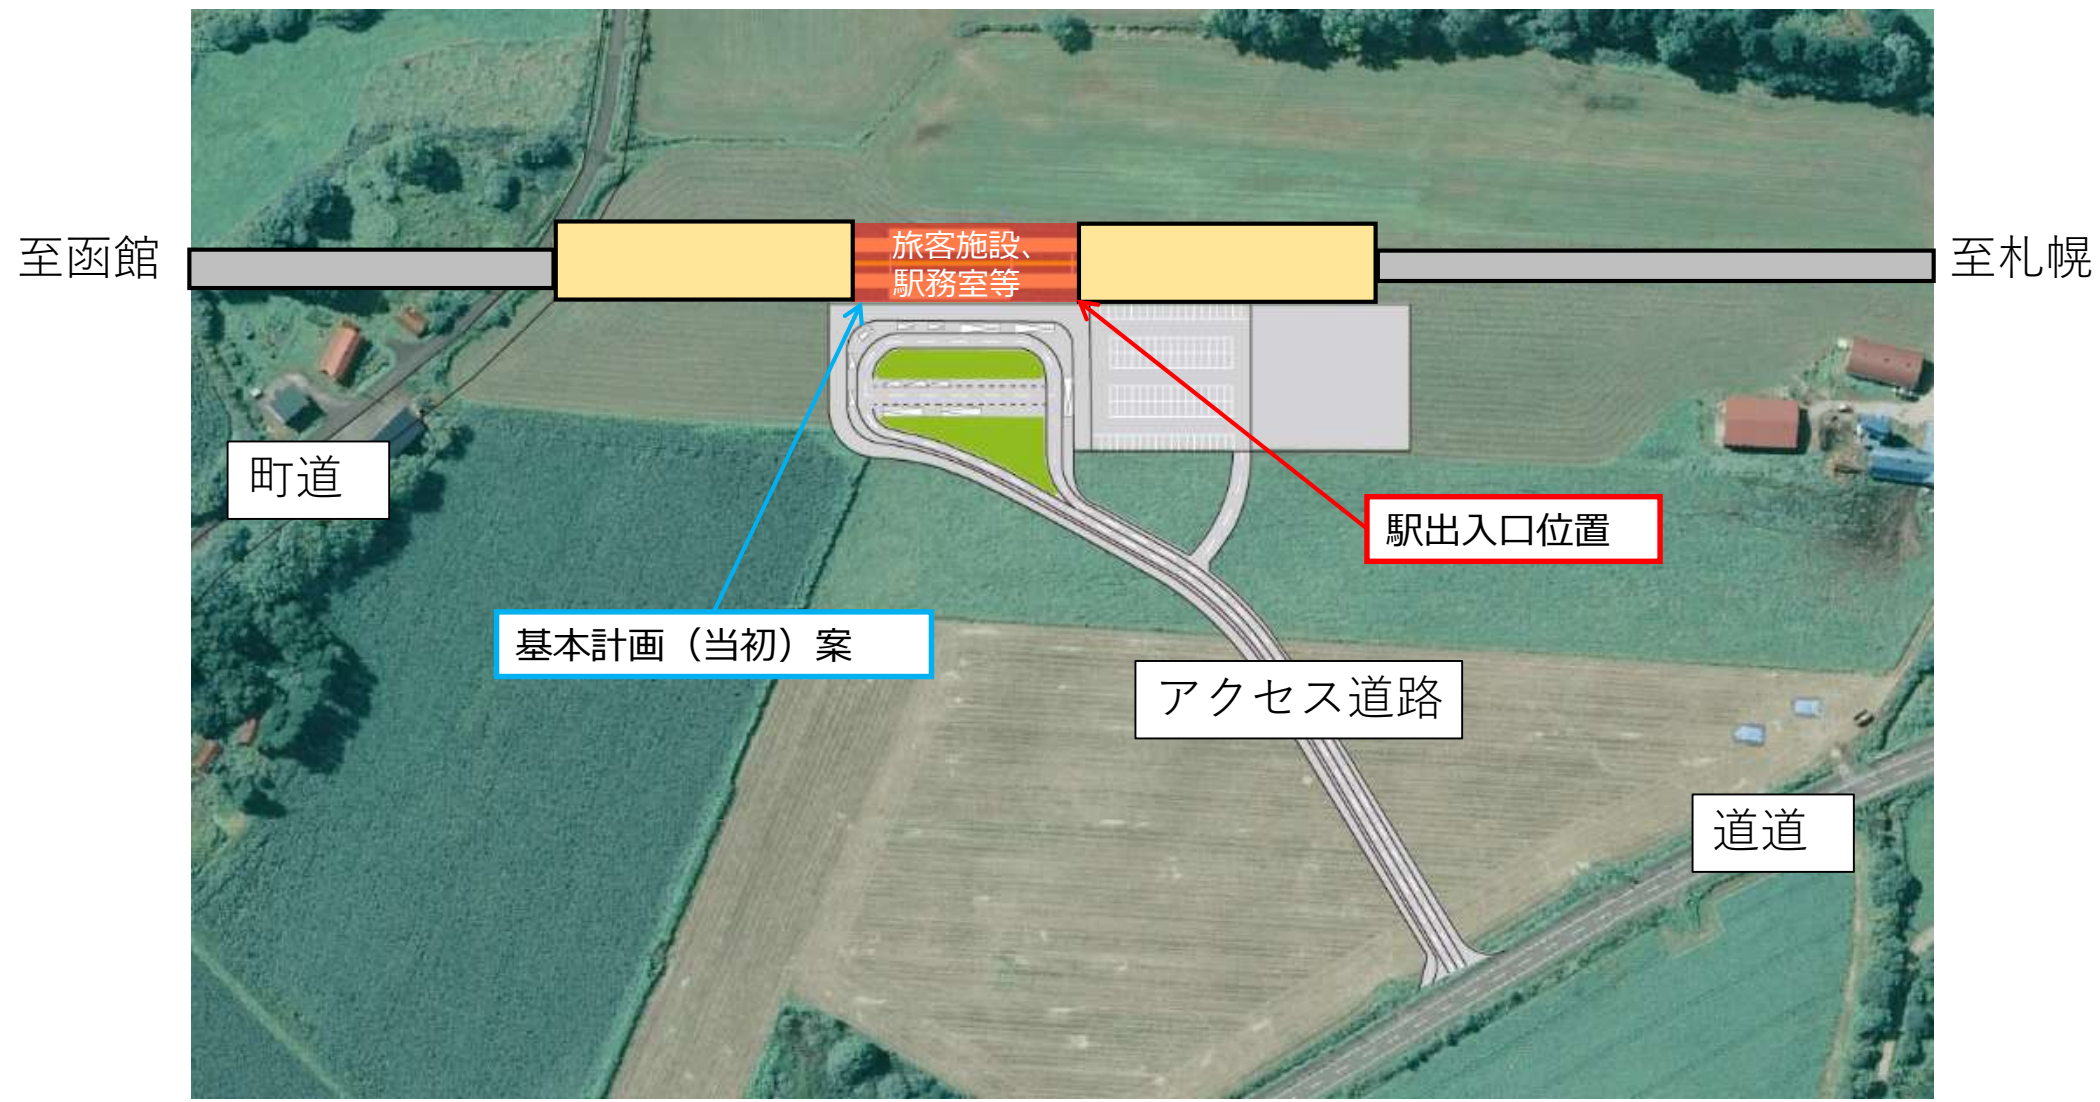 旅客施設、
駅務室等
至函館
至札幌
町道
駅出入口位置
基本計画（当初）案
アクセス道路
道道